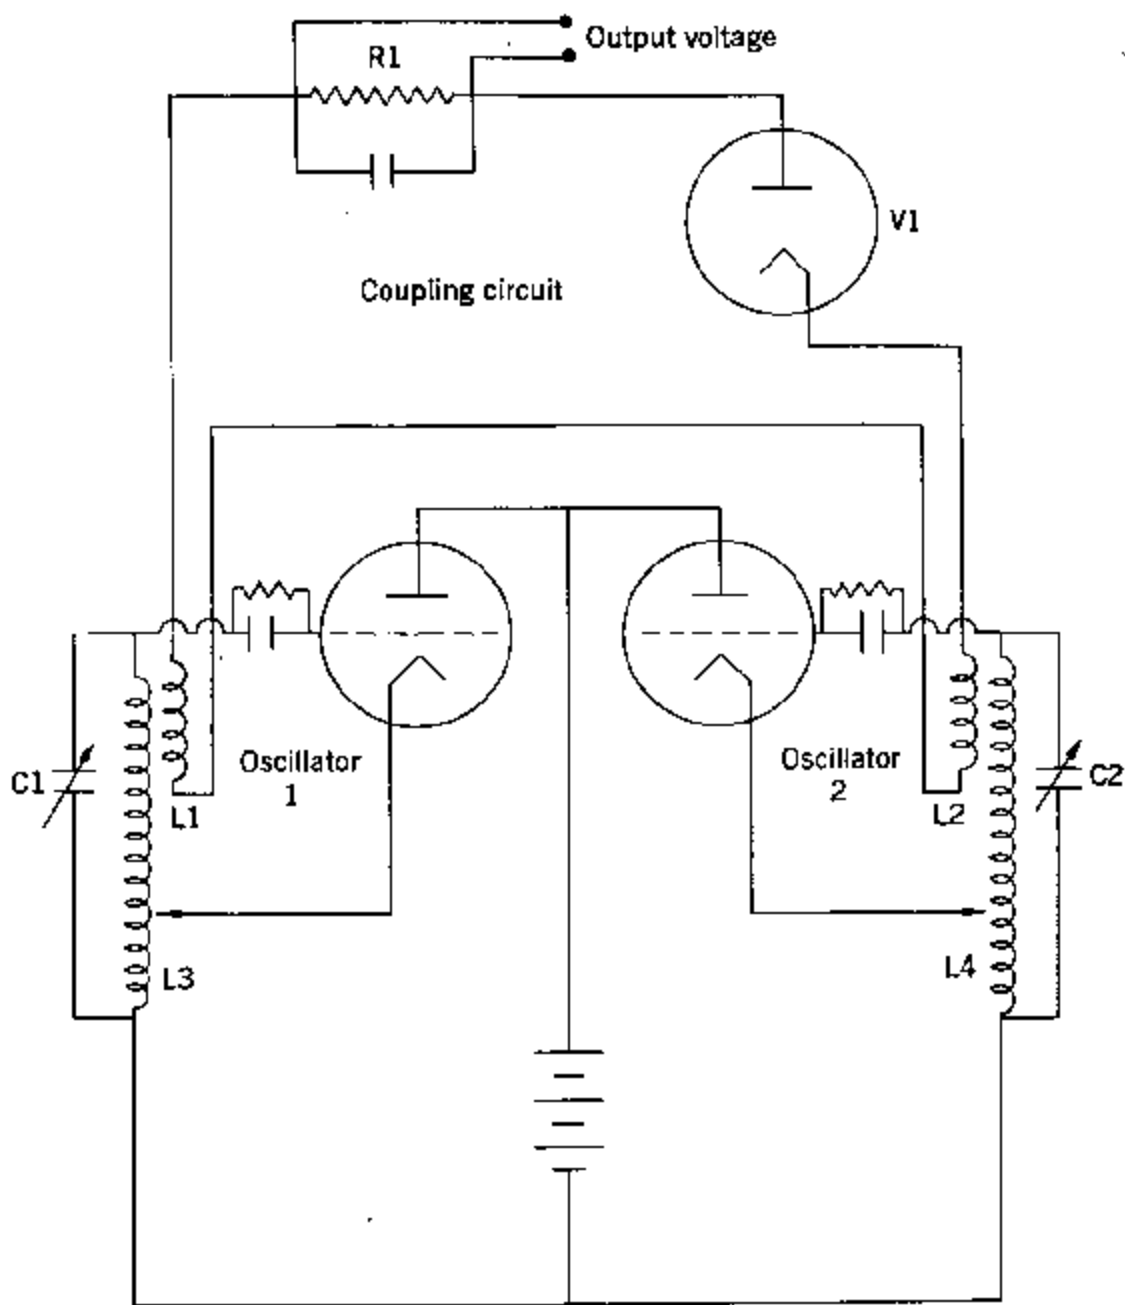 Output voltage
R1
V1
Coupling circuit
Oscillator
1
Oscillator
2
C1
L1
L2
C2
L3
L4